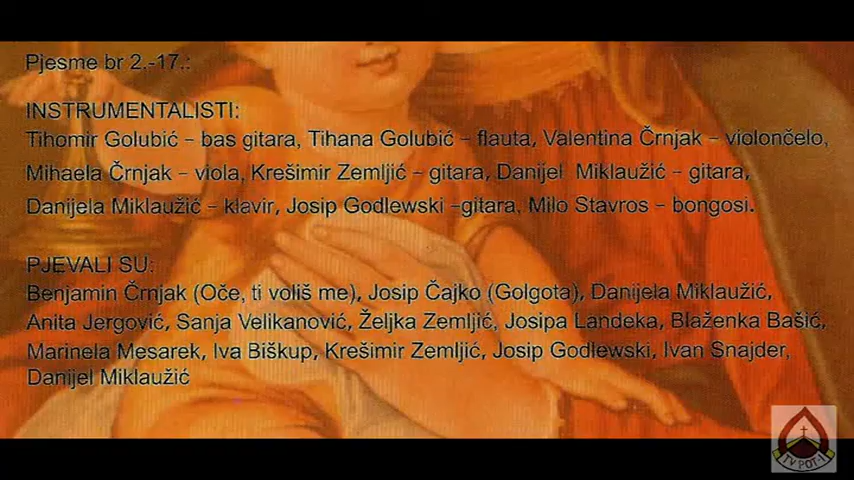 Pjesme br 2.-17.:
INSTRUMENTALISTI:
Tihomir Golubić – bas gitara, Tihana Golubić – flauta, Valentina Črnjak – violončelo,
Mihaela Črnjak – viola, Krešimir Zemljić – gitara, Danijel Miklaužić – gitara,
Danijela Miklaužić – klavir, Josip Godlewski –gitara, Milo Stavros – bongosi.
PJEVALI SU:
Benjamin Črnjak (Oče, ti voliš me), Josip Čajko (Golgota), Danijela Miklaužić,
Anita Jergović, Sanja Velikanović, Željka Zemljić, Josipa Landeka, Blaženka Bašić,
Marinela Mesarek, Iva Biškup, Krešimir Zemljić, Josip Godlewski, Ivan Snajder,
Danijel Miklaužić
TV POT-1